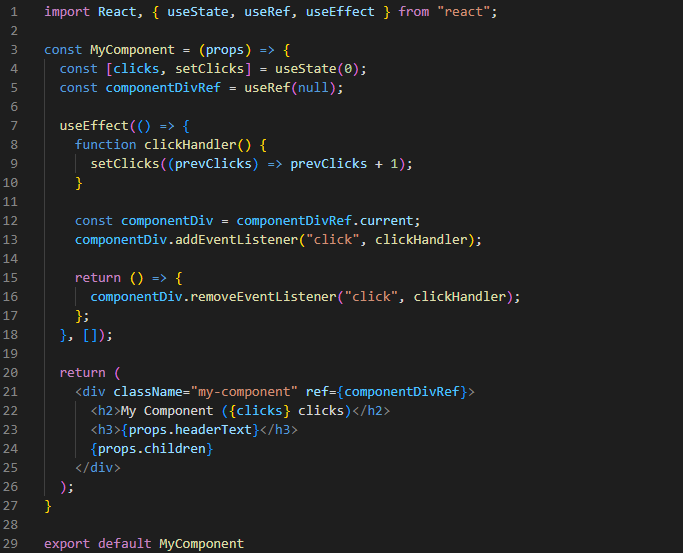 1 import React, { useState, useRef, useEffect } from "react";
2
3 const MyComponent = (props) => {
4   const [clicks, setClicks] = useState(0);
5   const componentDivRef = useRef(null);
6
7   useEffect(() => {
8     function clickHandler() {
9       setClicks((prevClicks) => prevClicks + 1);
10     }
11
12     const componentDiv = componentDivRef.current;
13     componentDiv.addEventListener("click", clickHandler);
14
15     return () => {
16       componentDiv.removeEventListener("click", clickHandler);
17     };
18   }, []);
19
20   return (
21     <div className="my-component" ref={componentDivRef}>
22       <h2>My Component ({clicks} clicks)</h2>
23       <h3>{props.headerText}</h3>
24       {props.children}
25     </div>
26   );
27 }
28
29 export default MyComponent